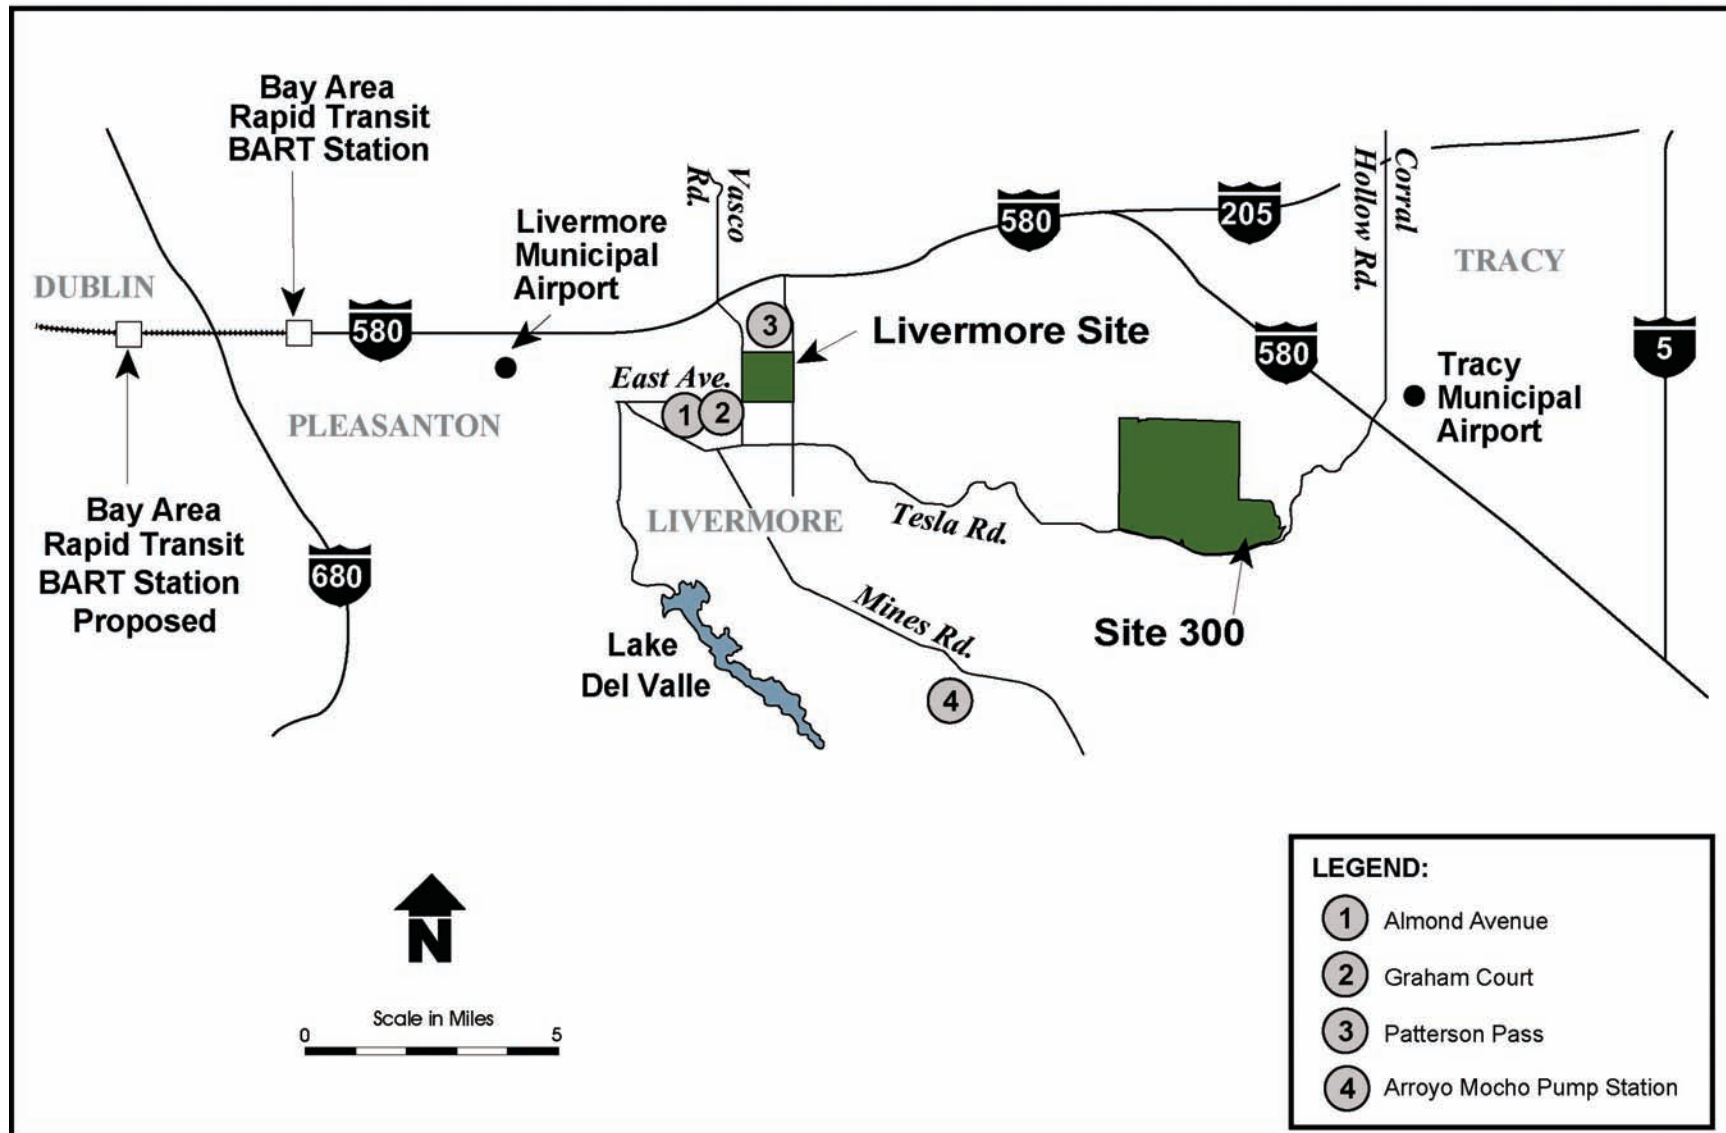 Bay Area
Rapid Transit
BART Station
Livermore
Municipal
Airport
Vasco
Rd.
580
205
Corral
Hollow Rd.
TRACY
DUBLIN
580
3
Livermore Site
580
5
Tracy
Municipal
Airport
East Ave.
1
2
PLEASANTON
Bay Area
Rapid Transit
BART Station
Proposed
680
LIVERMORE
Tesla Rd.
Mines Rd.
Site 300
Lake
Del Valle
4
N
Scale in Miles
0 5
LEGEND:
1 Almond Avenue
2 Graham Court
3 Patterson Pass
4 Arroyo Mocho Pump Station